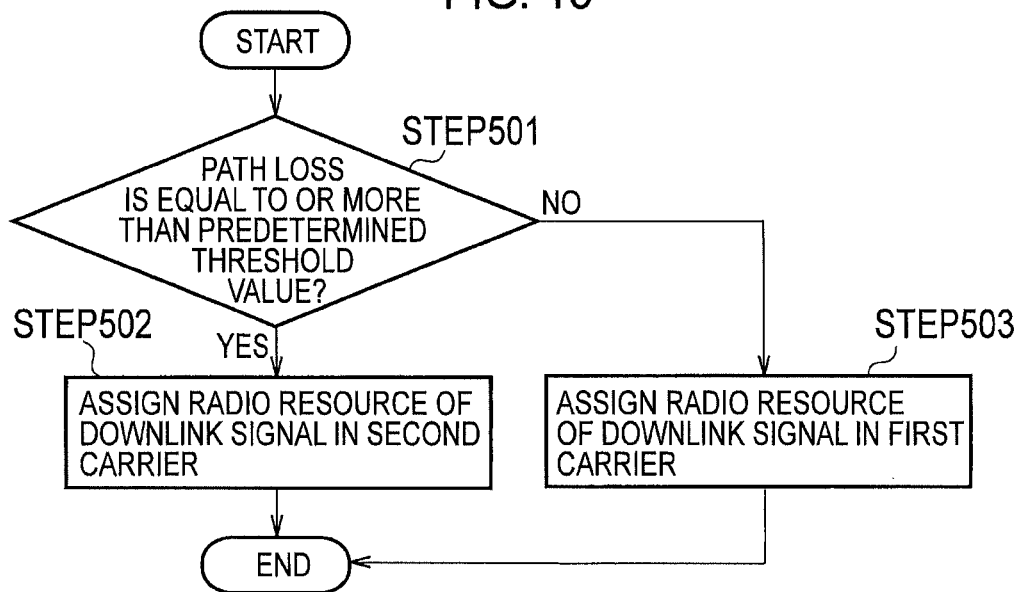 START
STEP501
PATH LOSS
IS EQUAL TO OR MORE
THAN PREDETERMINED
THRESHOLD
VALUE?
NO
STEP502
YES
STEP503
ASSIGN RADIO RESOURCE OF
DOWNLINK SIGNAL IN SECOND
CARRIER
ASSIGN RADIO RESOURCE
OF DOWNLINK SIGNAL IN FIRST
CARRIER
END